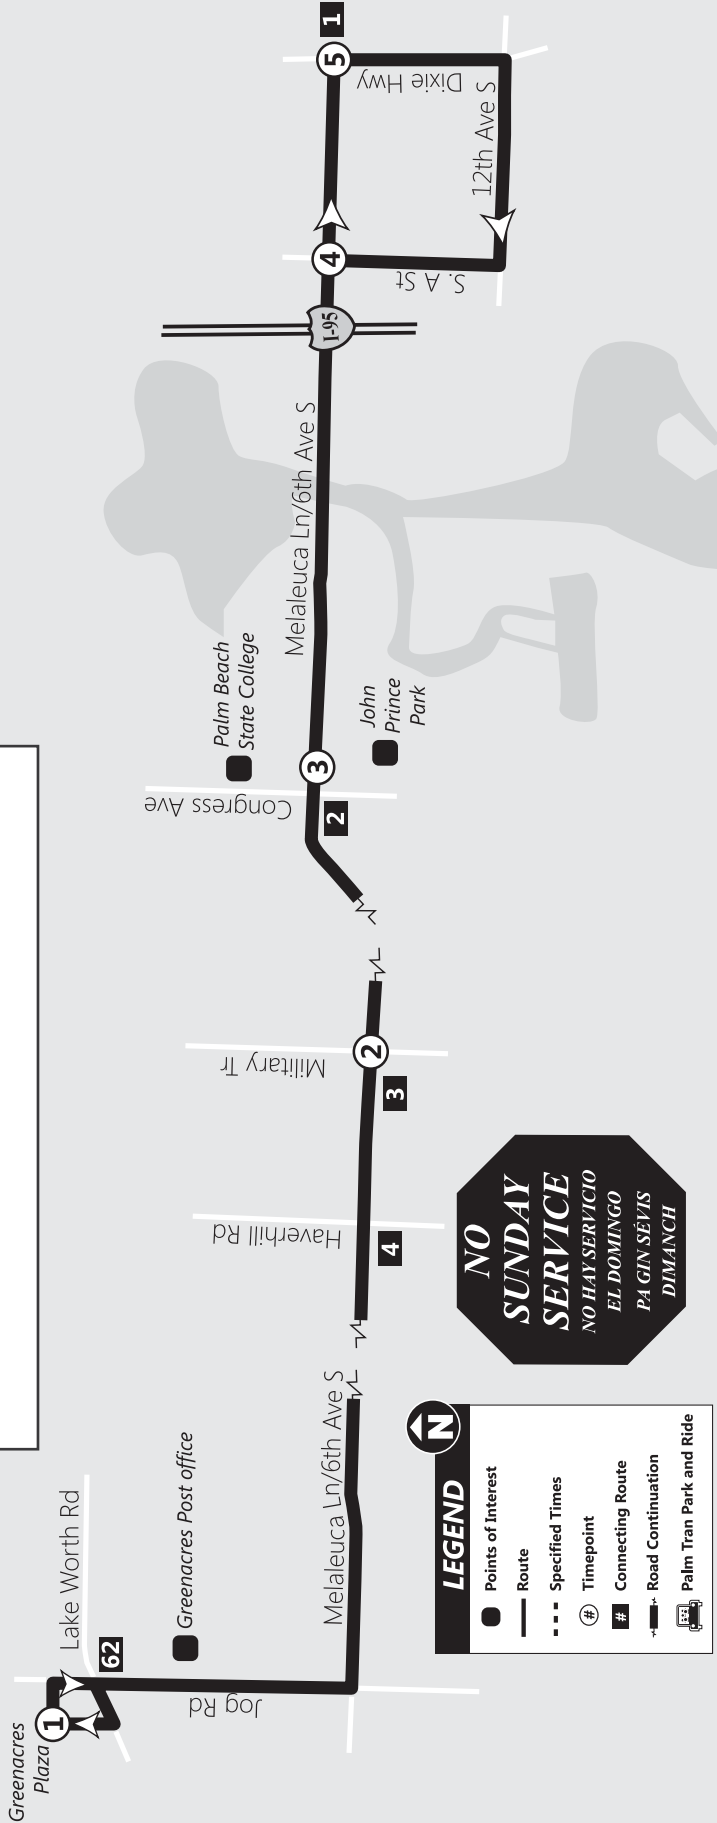 Greenacres
Plaza
1
Lake Worth Rd
62
Greenacres Post office
Jog Rd
Melaleuca Ln/6th Ave S
Haverhill Rd
4
Military Tr
2
3
Congress Ave
2
3
Palm Beach
State College
John
Prince
Park
Melaleuca Ln/6th Ave S
I-95
4
S. A St
12th Ave S
Dixie Hwy
5
1
LEGEND
N
Points of Interest
Route
Specified Times
# Timepoint
# Connecting Route
Road Continuation
Palm Tran Park and Ride
NO
SUNDAY
SERVICE
NO HAY SERVICIO
EL DOMINGO
PA GIN SÈVIS
DIMANCH